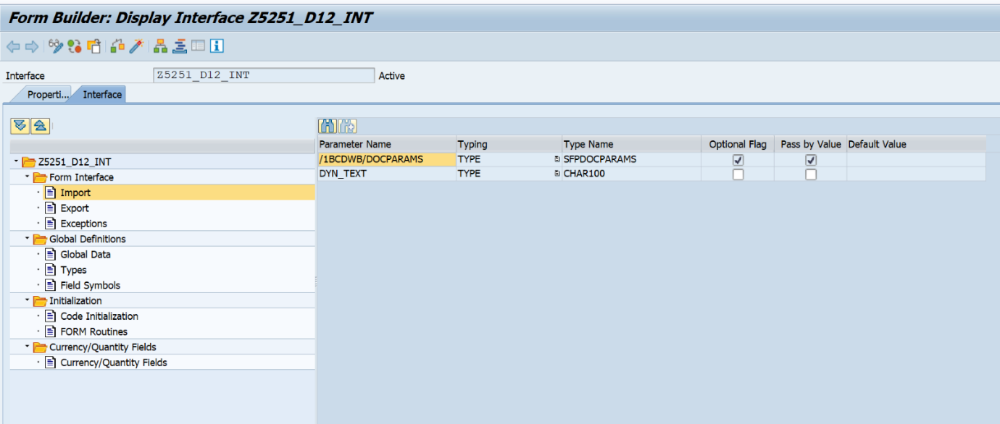 Form Builder: Display Interface Z5251_D12_INT
Interface Z5251_D12_INT Active
Properti... Interface
Parameter Name Typing Type Name Optional Flag Pass by Value Default Value
/1BCDWB/DOCPARAMS TYPE SFPDOCPARAMS
DYN_TEXT TYPE CHAR100
Z5251_D12_INT
Form Interface
Import
Export
Exceptions
Global Definitions
Global Data
Types
Field Symbols
Initialization
Code Initialization
FORM Routines
Currency/Quantity Fields
Currency/Quantity Fields